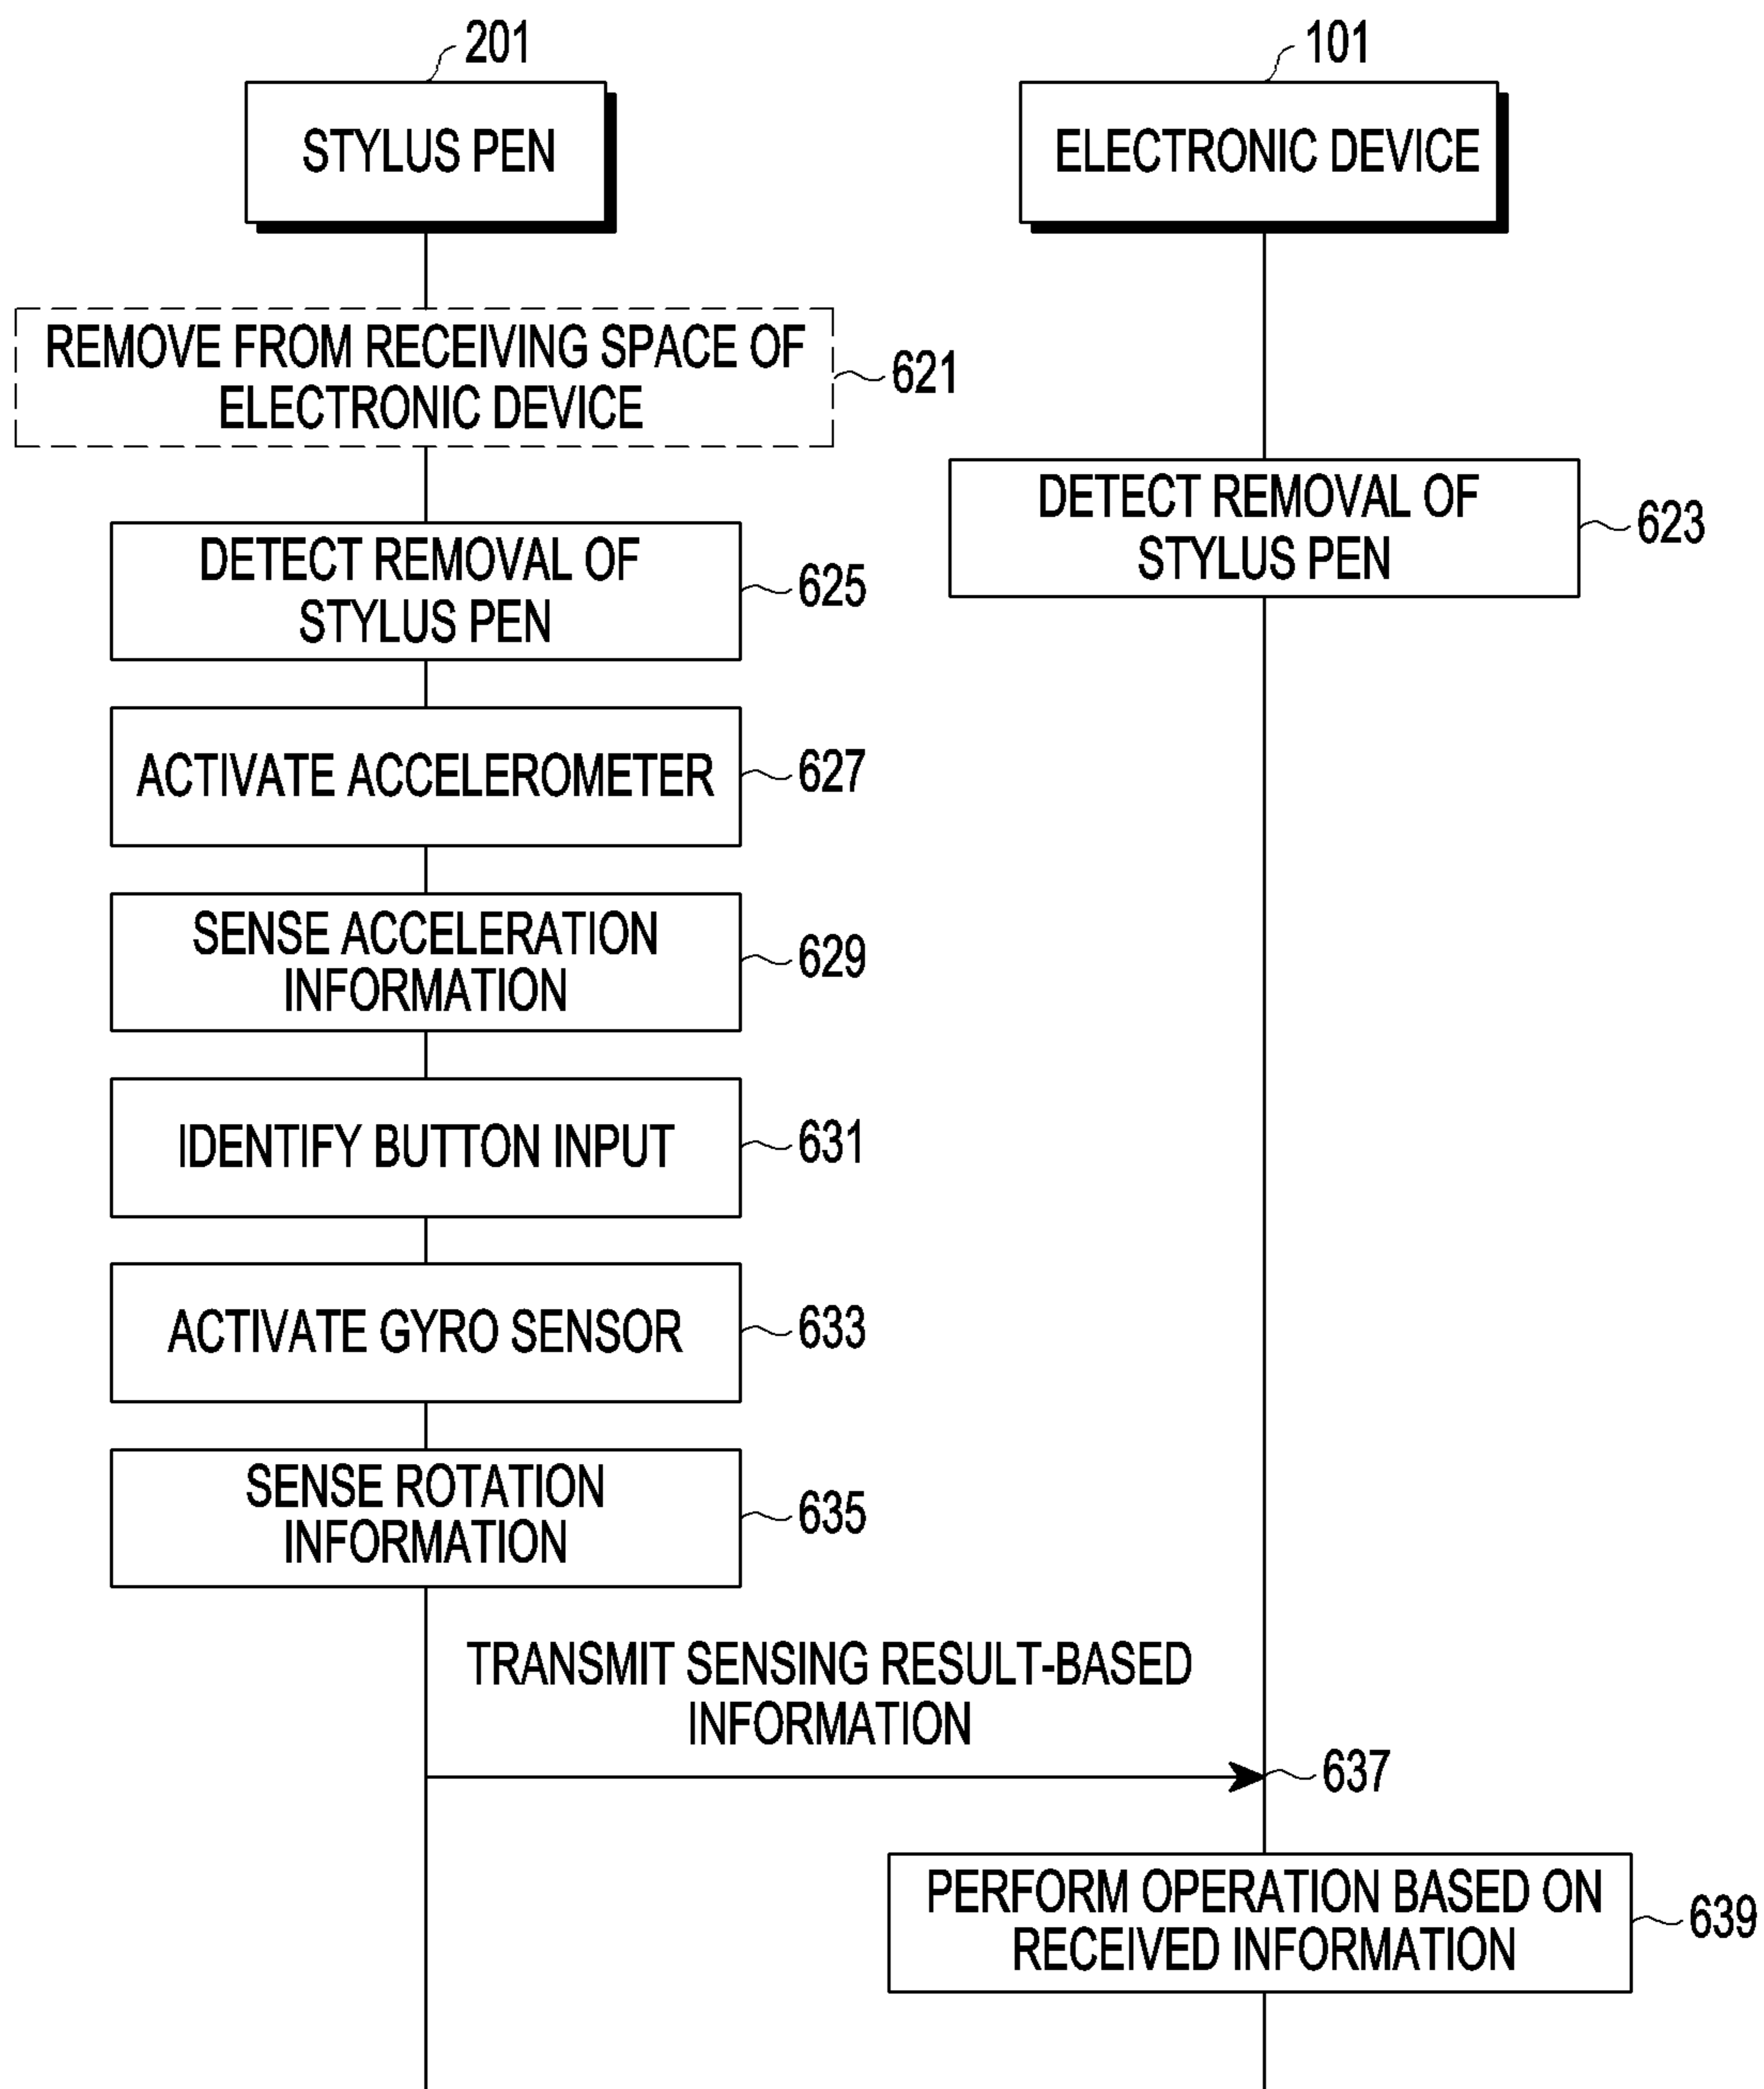 201
101
STYLUS PEN
ELECTRONIC DEVICE
REMOVE FROM RECEIVING SPACE OF
ELECTRONIC DEVICE
621
DETECT REMOVAL OF
STYLUS PEN
623
DETECT REMOVAL OF
STYLUS PEN
625
ACTIVATE ACCELEROMETER
627
SENSE ACCELERATION
INFORMATION
629
IDENTIFY BUTTON INPUT
631
ACTIVATE GYRO SENSOR
633
SENSE ROTATION
INFORMATION
635
TRANSMIT SENSING RESULT-BASED
INFORMATION
637
PERFORM OPERATION BASED ON
RECEIVED INFORMATION
639